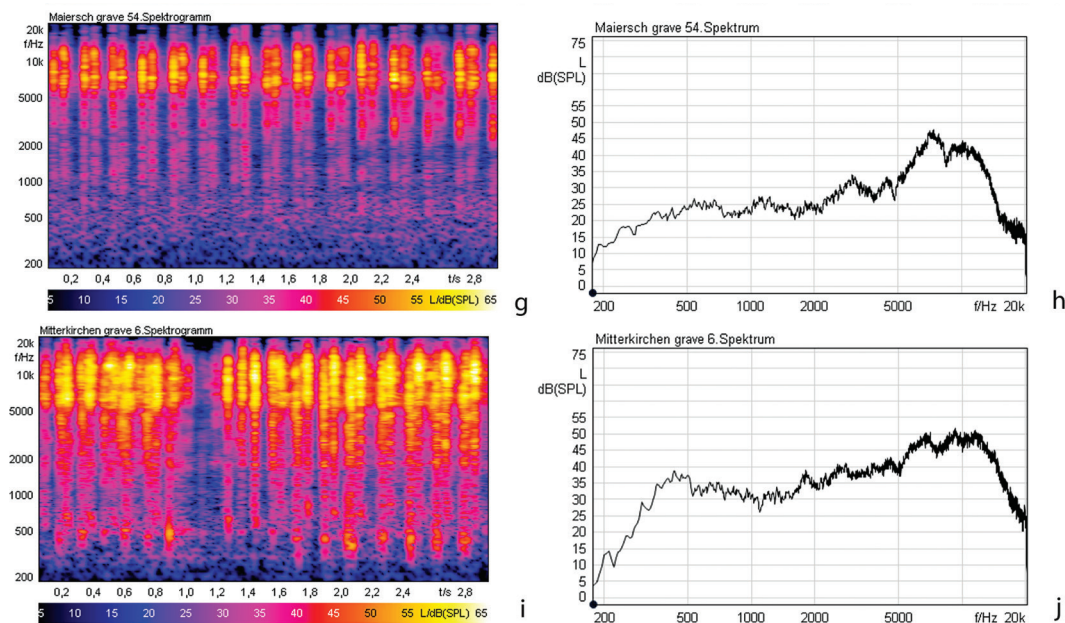 Maiersch grave 54.Spektrogramm
20k
f/Hz
10k
5000
2000
1000
500
200
0,2 0,4 0,6 0,8 1,0 1,2 1,4 1,6 1,8 2,0 2,2 2,4 t/s 2,8
5 10 15 20 25 30 35 40 45 50 55 L/dB(SPL) 65
g
Maiersch grave 54.Spektrum
75
L
dB(SPL)
55
50
45
40
35
30
25
20
15
10
5
0
200 500 1000 2000 5000 f/Hz 20k
h
Mitterkirchen grave 6.Spektrogramm
20k
f/Hz
10k
5000
2000
1000
500
200
0,2 0,4 0,6 0,8 1,0 1,2 1,4 1,6 1,8 2,0 2,2 2,4 t/s 2,8
5 10 15 20 25 30 35 40 45 50 55 L/dB(SPL) 65
i
Mitterkirchen grave 6.Spektrum
75
L
dB(SPL)
55
50
45
40
35
30
25
20
15
10
5
0
200 500 1000 2000 5000 f/Hz 20k
j